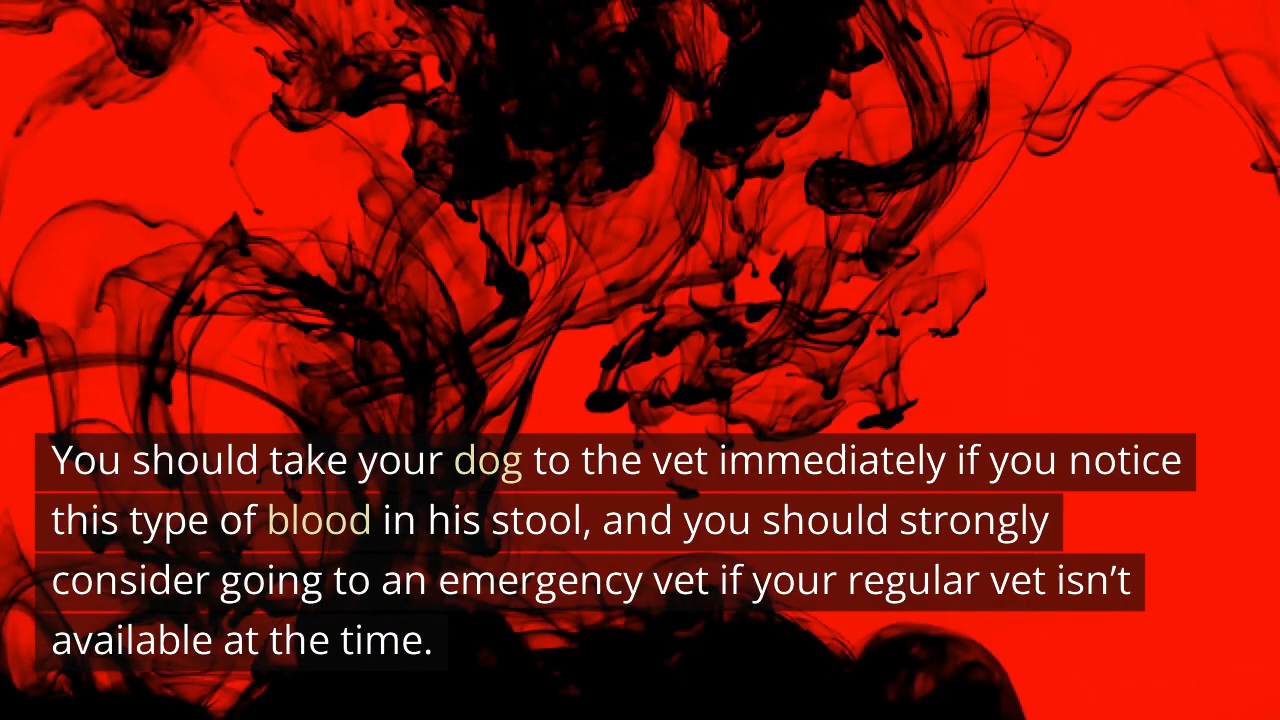 You should take your dog to the vet immediately if you notice
this type of blood in his stool, and you should strongly
consider going to an emergency vet if your regular vet isn’t
available at the time.